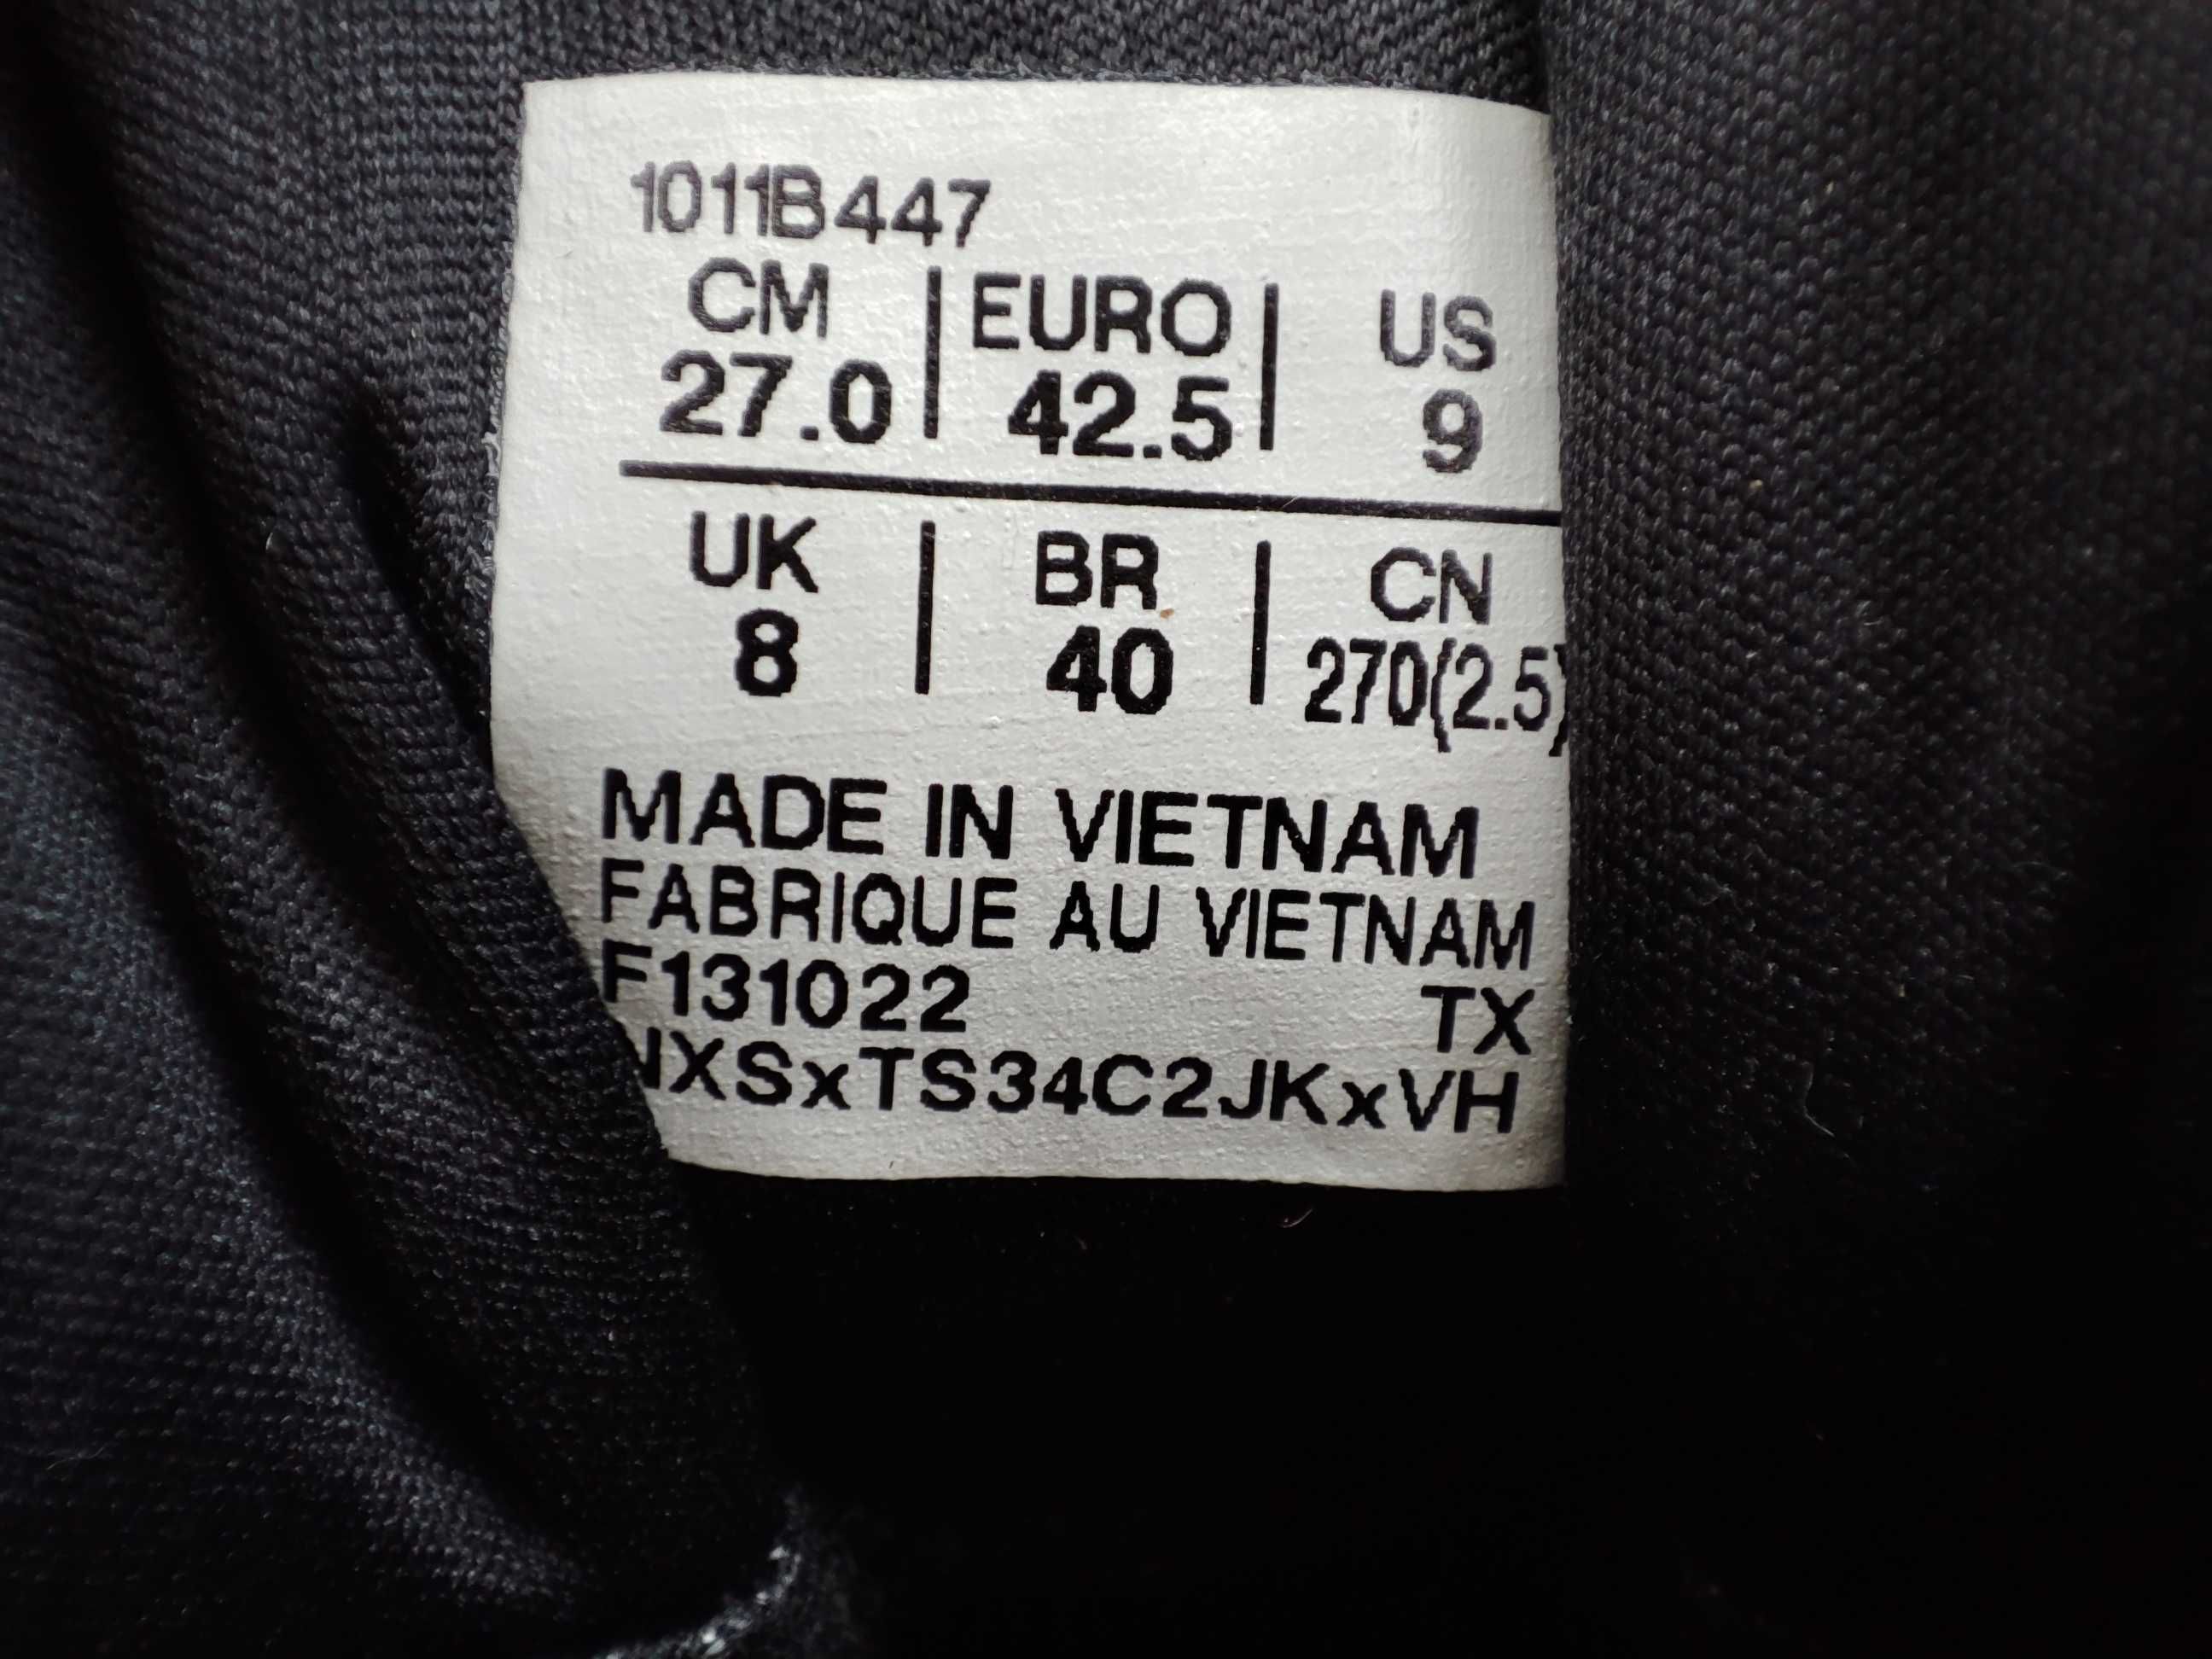 1011B447
CM | EURO | US
27.0 | 42.5 | 9
UK | BR | CN
8 | 40 | 270(2.5)
MADE IN VIETNAM
FABRIQUE AU VIETNAM
F131022 TX
NXSxTS34C2JKxVH